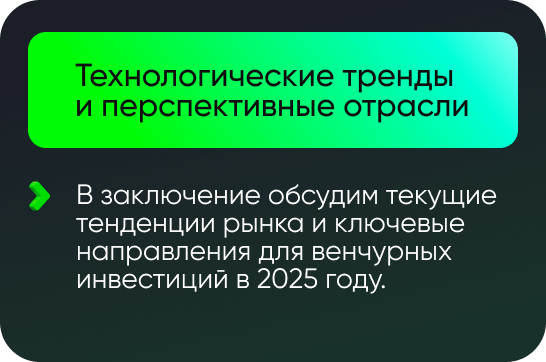 Технологические тренды
и перспективные отрасли
В заключение обсудим текущие
тенденции рынка и ключевые
направления для венчурных
инвестиций в 2025 году.